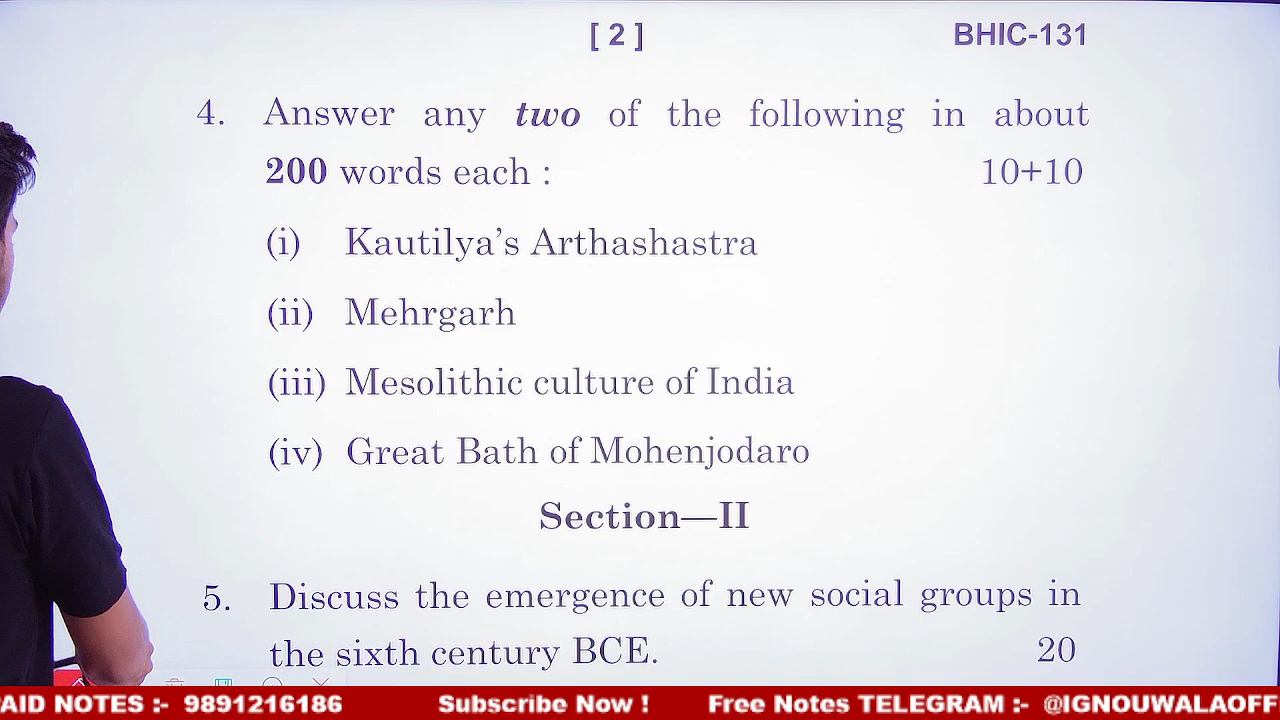 [ 2 ] BHIC-131
4. Answer any two of the following in about
200 words each : 10+10
(i) Kautilya’s Arthashastra
(ii) Mehrgarh
(iii) Mesolithic culture of India
(iv) Great Bath of Mohenjodaro
Section—II
5. Discuss the emergence of new social groups in
the sixth century BCE. 20
PAID NOTES :- 9891216186 Subscribe Now ! Free Notes TELEGRAM :- @IGNOUWALAOFF